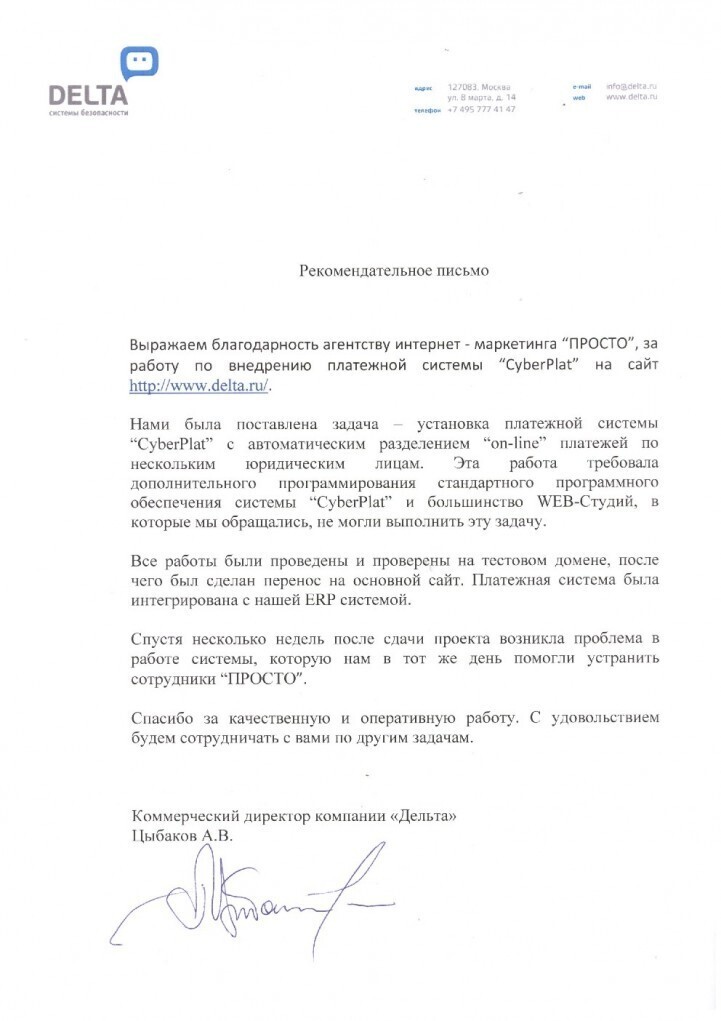 DELTA
системы безопасности
адрес 127083, Москва
ул. 8 марта, д. 14
телефон +7 495 777 41 47
e-mail info@delta.ru
web www.delta.ru
Рекомендательное письмо
Выражаем благодарность агентству интернет - маркетинга “ПРОСТО”, за
работу по внедрению платежной системы “CyberPlat” на сайт
http://www.delta.ru/.
Нами была поставлена задача – установка платежной системы
“CyberPlat” с автоматическим разделением “on-line” платежей по
нескольким юридическим лицам. Эта работа требовала
дополнительного программирования стандартного программного
обеспечения системы “CyberPlat” и большинство WEB-Студий, в
которые мы обращались, не могли выполнить эту задачу.
Все работы были проведены и проверены на тестовом домене, после
чего был сделан перенос на основной сайт. Платежная система была
интегрирована с нашей ERP системой.
Спустя несколько недель после сдачи проекта возникла проблема в
работе системы, которую нам в тот же день помогли устранить
сотрудники “ПРОСТО”.
Спасибо за качественную и оперативную работу. С удовольствием
будем сотрудничать с вами по другим задачам.
Коммерческий директор компании «Дельта»
Цыбаков А.В.